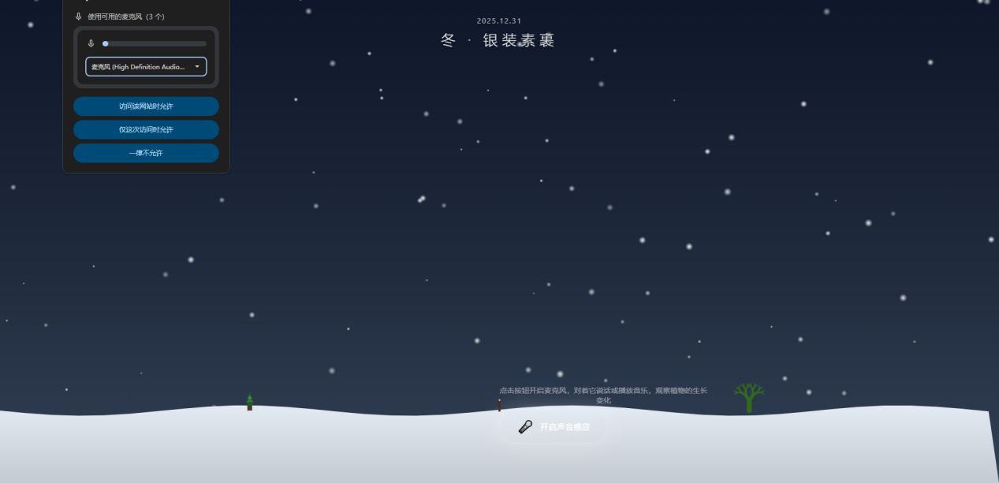 使用可用的麦克风（3 个）
麦克风 (High Definition Audio...
访问该网站时允许
仅这次访问时允许
一律不允许
2025.12.31
冬 · 银装素裹
点击按钮开启麦克风，对着它说话或播放音乐，观察植物的生长
变化
开启声音感应